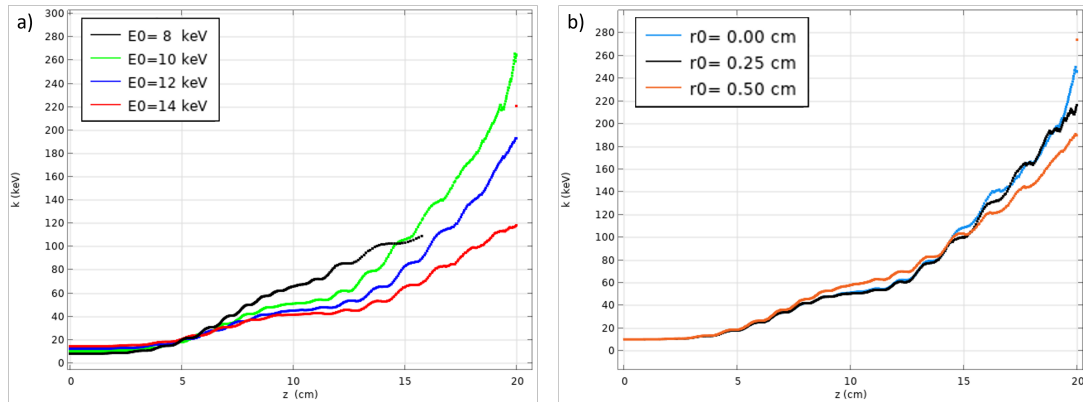 a)
E0= 8 keV
E0=10 keV
E0=12 keV
E0=14 keV
300
280
260
240
220
200
180
160
140
120
100
80
60
40
20
0
k (keV)
0 5 10 15 20
z (cm)
b)
r0= 0.00 cm
r0= 0.25 cm
r0= 0.50 cm
280
260
240
220
200
180
160
140
120
100
80
60
40
20
0
k (keV)
0 5 10 15 20
z (cm)